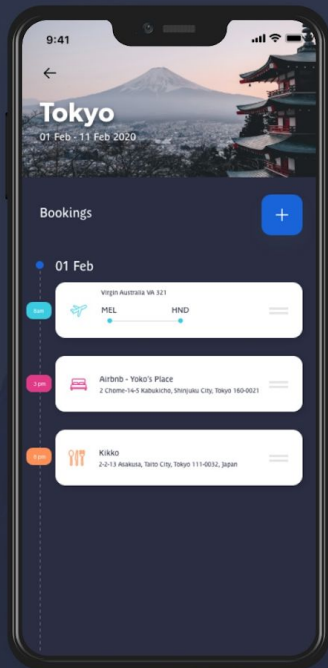 9:41
Tokyo
01 Feb - 11 Feb 2020
Bookings
+
01 Feb
Virgin Australia VA 321
MEL HND
3 pm
Airbnb - Yoko's Place
2 Chome-14-5 Kabukicho, Shinjuku City, Tokyo 160-0021
Kikko
2-2-13 Asakusa, Taito City, Tokyo 111-0032, Japan